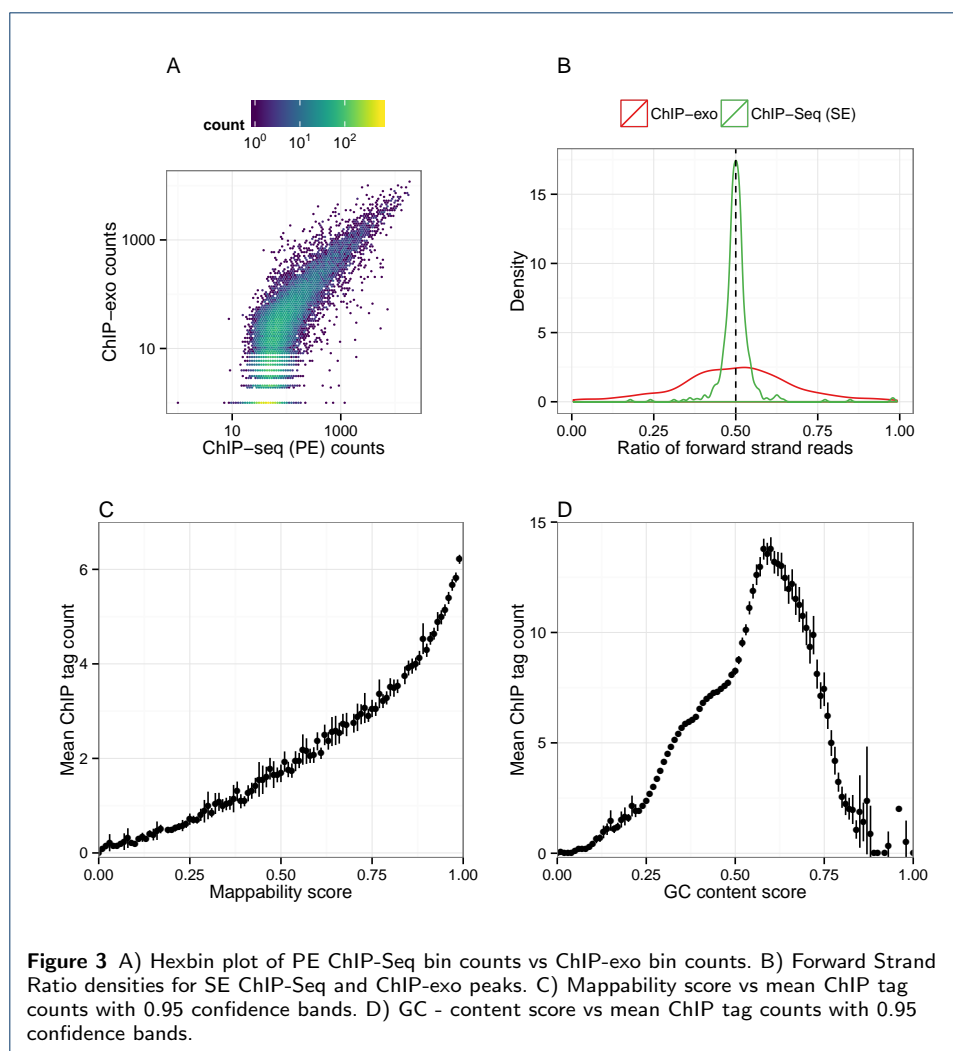 A
count
10⁰ 10¹ 10²
ChIP−exo counts
1000
10
10 1000
ChIP−seq (PE) counts
B
ChIP−exo ChIP−Seq (SE)
Density
15
10
5
0
0.00 0.25 0.50 0.75 1.00
Ratio of forward strand reads
C
Mean ChIP tag count
6
4
2
0
0.00 0.25 0.50 0.75 1.00
Mappability score
D
Mean ChIP tag count
15
10
5
0
0.00 0.25 0.50 0.75 1.00
GC content score
Figure 3 A) Hexbin plot of PE ChIP-Seq bin counts vs ChIP-exo bin counts. B) Forward Strand
Ratio densities for SE ChIP-Seq and ChIP-exo peaks. C) Mappability score vs mean ChIP tag
counts with 0.95 confidence bands. D) GC - content score vs mean ChIP tag counts with 0.95
confidence bands.